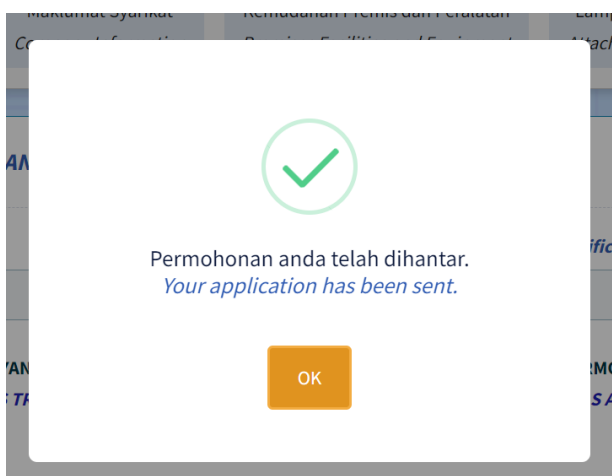 Maklumat Syarikat
Kemudahan Premis dan Peralatan
Permohonan anda telah dihantar.
Your application has been sent.
OK